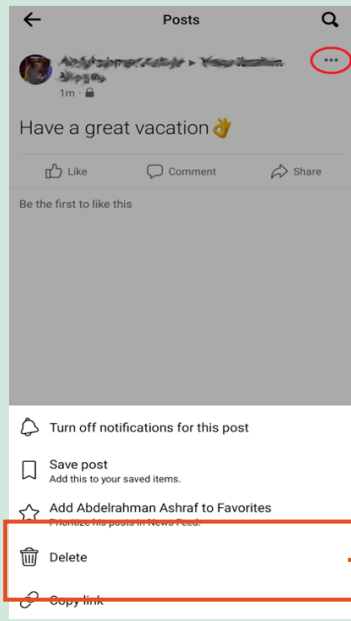 Posts
1m
Have a great vacation👌
Like Comment Share
Be the first to like this
Turn off notifications for this post
Save post
Add this to your saved items.
Add Abdelrahman Ashraf to Favorites
Prioritize his posts in News Feed.
Delete
Copy link